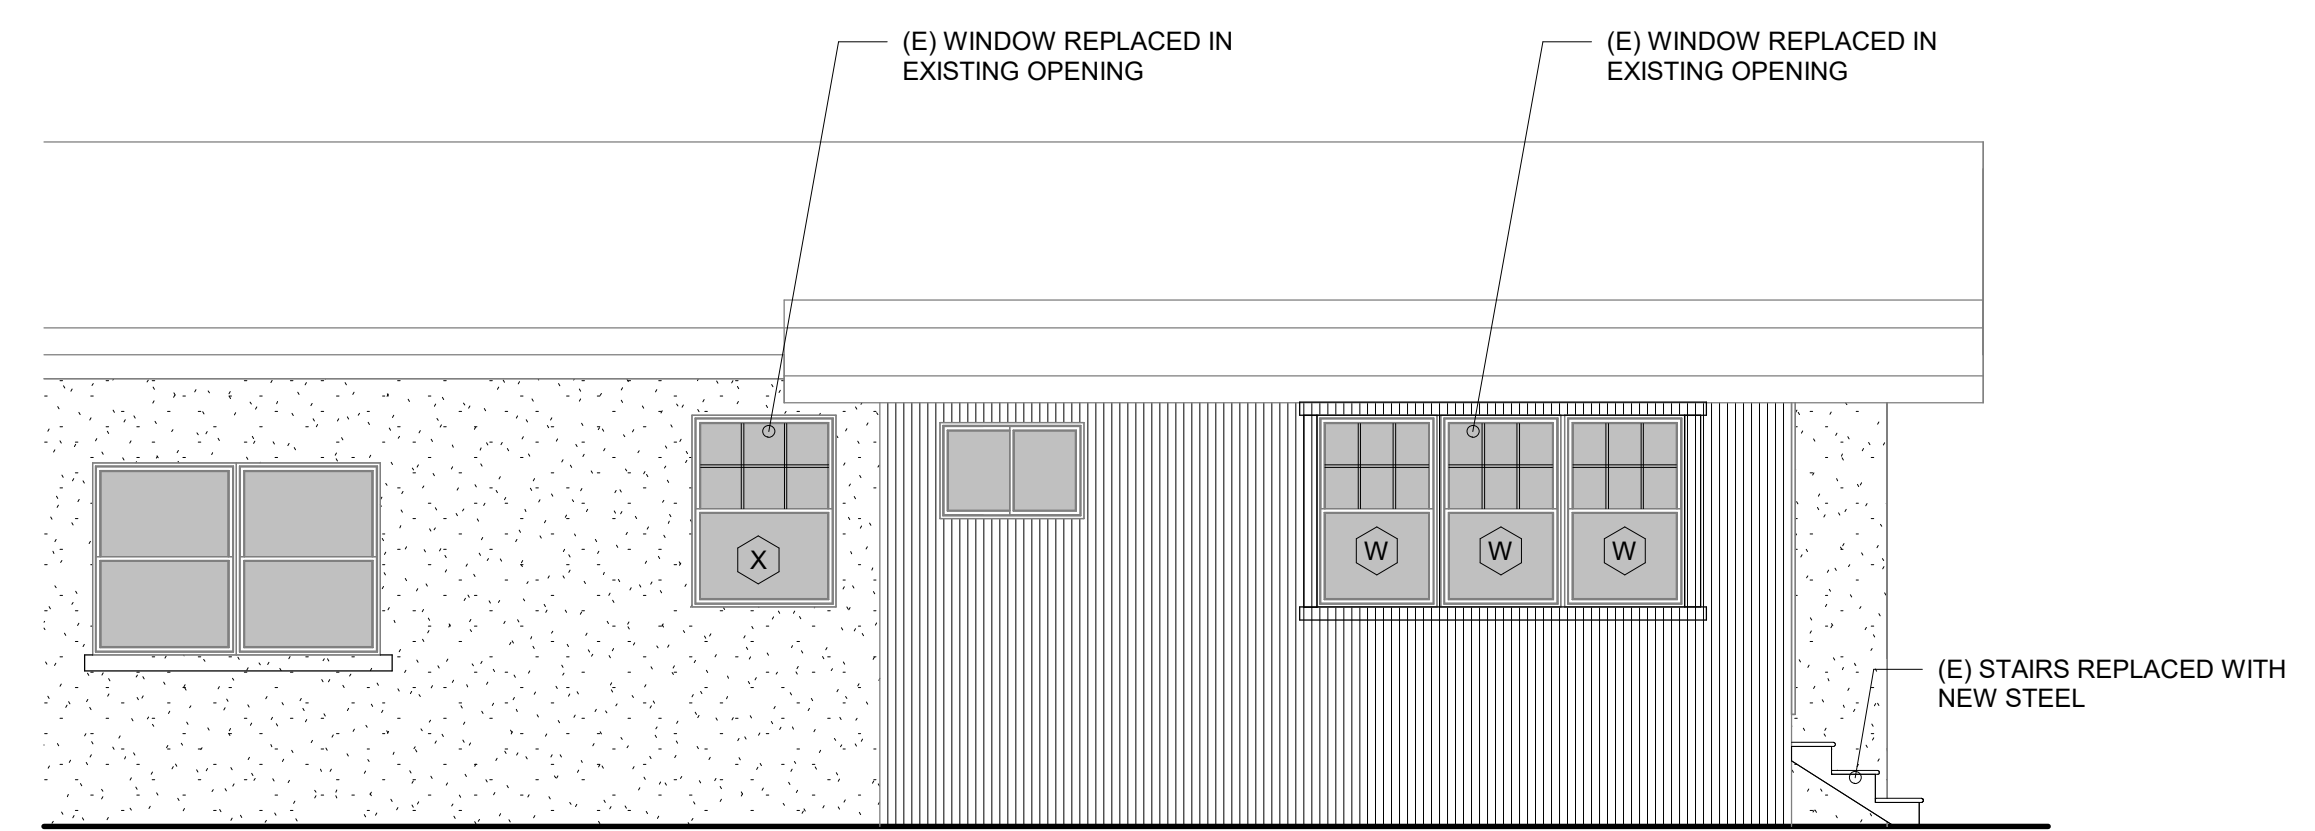 (E) WINDOW REPLACED IN
EXISTING OPENING
(E) WINDOW REPLACED IN
EXISTING OPENING
X
W
W
W
(E) STAIRS REPLACED WITH
NEW STEEL